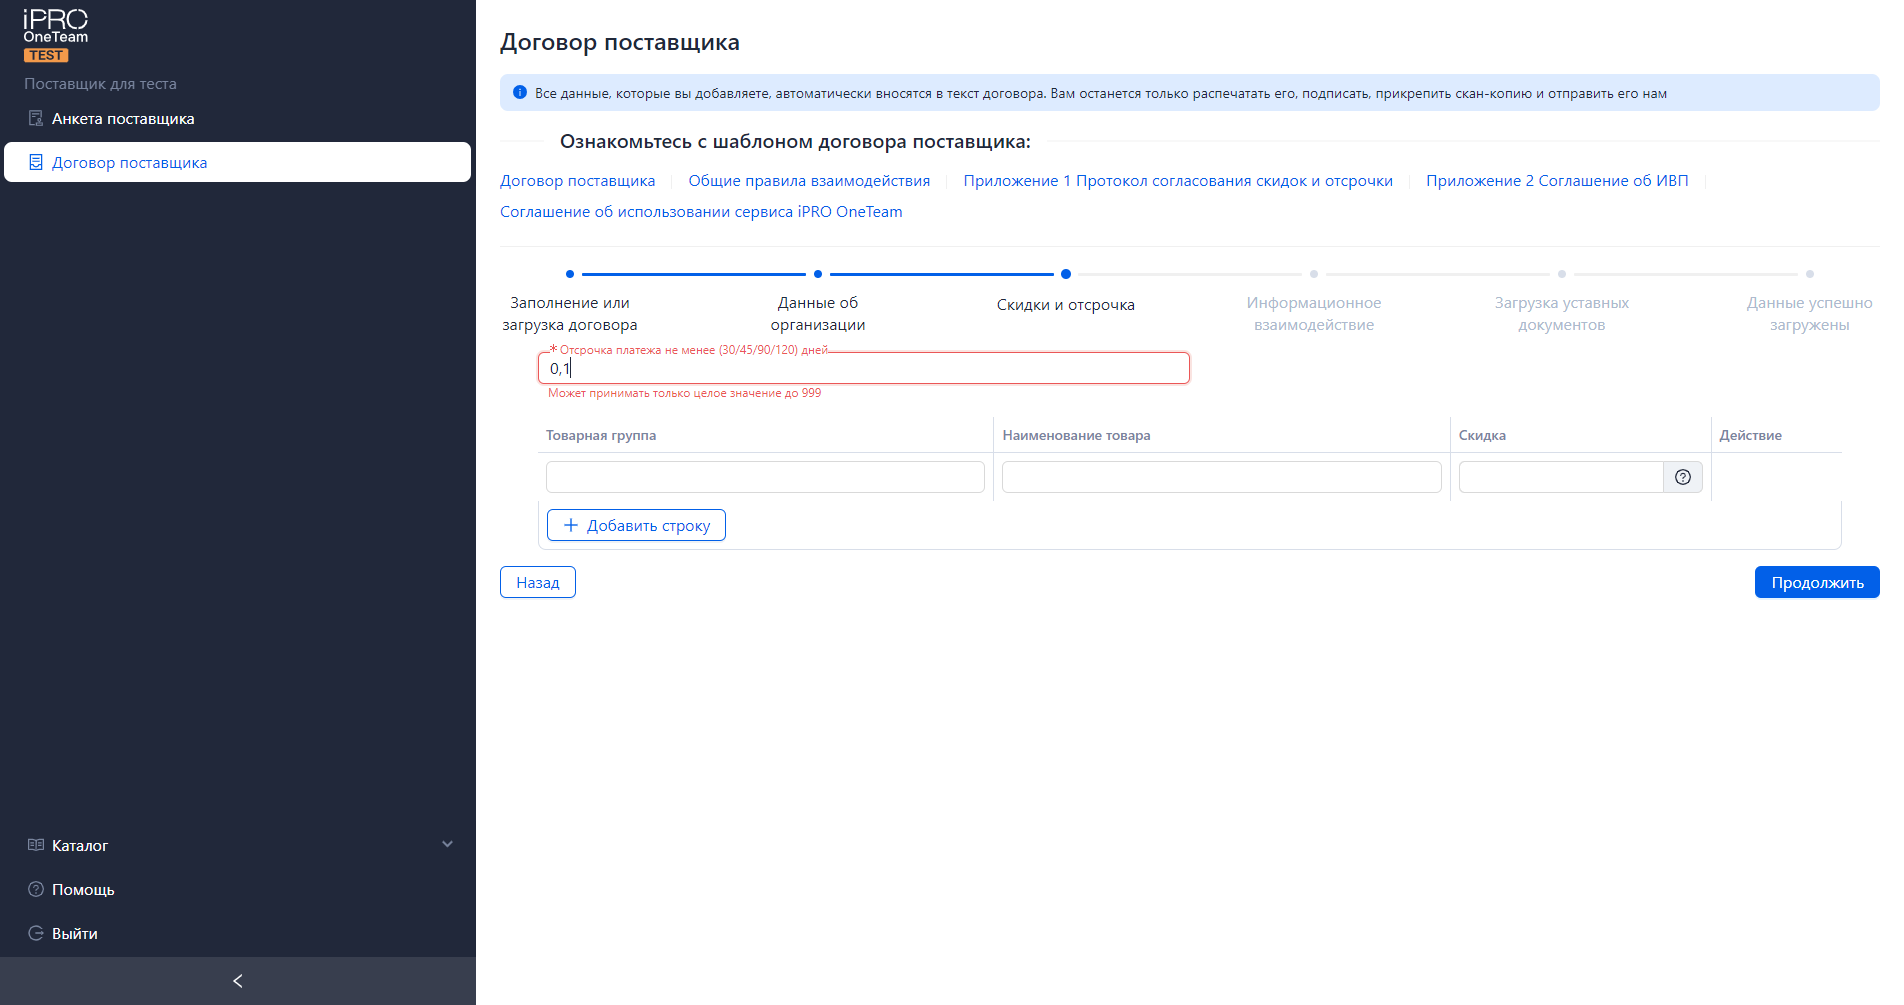 iPRO
OneTeam
TEST
Поставщик для теста
Анкета поставщика
Договор поставщика
Каталог
Помощь
Выйти
Договор поставщика
Все данные, которые вы добавляете, автоматически вносятся в текст договора. Вам останется только распечатать его, подписать, прикрепить скан-копию и отправить его нам
Ознакомьтесь с шаблоном договора поставщика:
Договор поставщика Общие правила взаимодействия Приложение 1 Протокол согласования скидок и отсрочки Приложение 2 Соглашение об ИВП
Соглашение об использовании сервиса iPRO OneTeam
Заполнение или
загрузка договора
Данные об
организации
Скидки и отсрочка
Информационное
взаимодействие
Загрузка уставных
документов
Данные успешно
загружены
* Отсрочка платежа не менее (30/45/90/120) дней
0,1
Может принимать только целое значение до 999
Товарная группа Наименование товара Скидка Действие
Добавить строку
Назад Продолжить